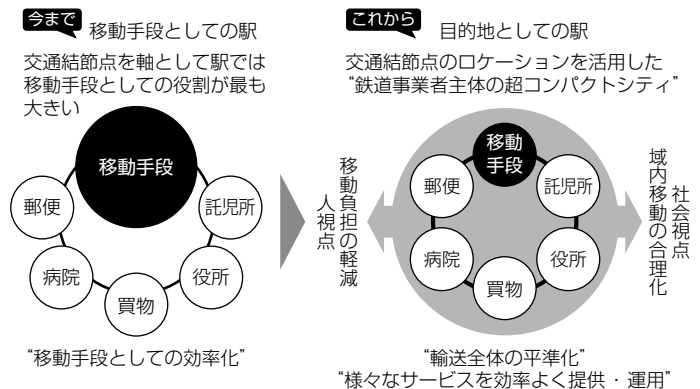 今まで
移動手段としての駅
交通結節点を軸として駅では
移動手段としての役割が最も
大きい
移動手段
郵便
託児所
病院
役所
買物
“移動手段としての効率化”
これから
目的地としての駅
交通結節点のロケーションを活用した
“鉄道事業者主体の超コンパクトシティ”
人視点
移動負担の軽減
移動
手段
郵便
託児所
病院
役所
買物
社会視点
域内移動の合理化
“輸送全体の平準化”
“様々なサービスを効率よく提供・運用”